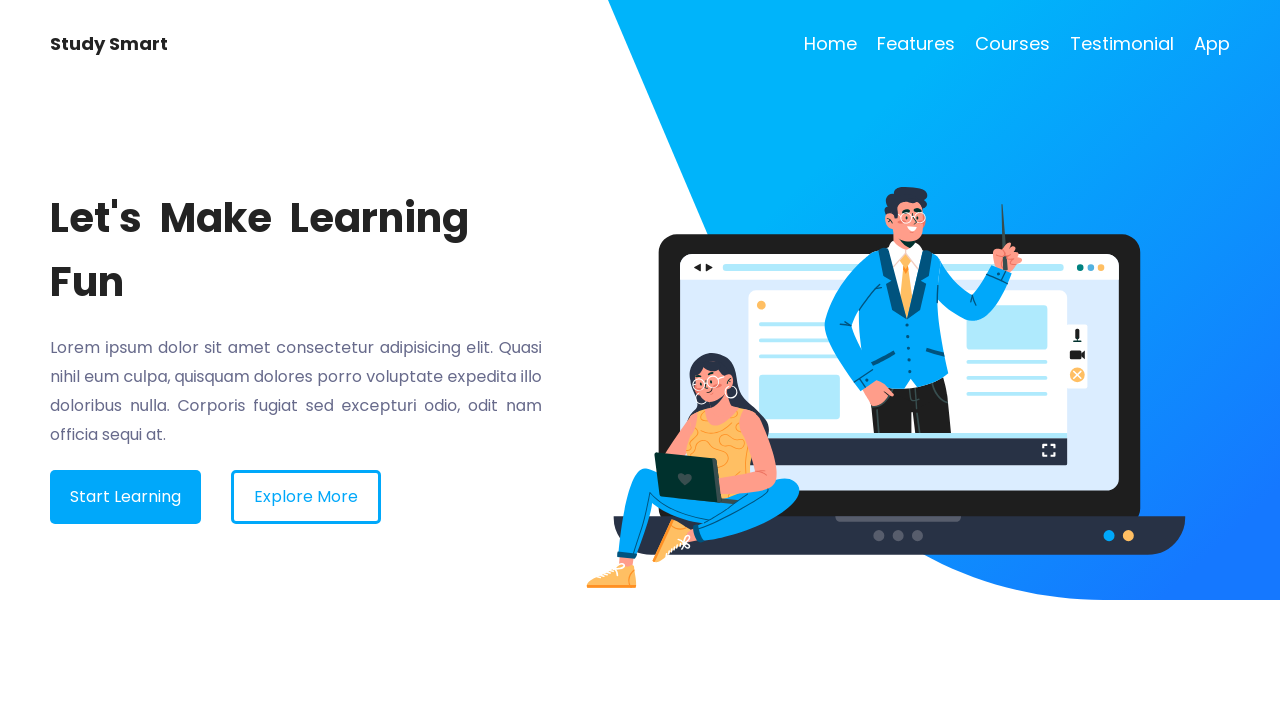 Study Smart
Home Features Courses Testimonial App
Let's Make Learning
Fun
Lorem ipsum dolor sit amet consectetur adipisicing elit. Quasi
nihil eum culpa, quisquam dolores porro voluptate expedita illo
doloribus nulla. Corporis fugiat sed excepturi odio, odit nam
officia sequi at.
Start Learning Explore More